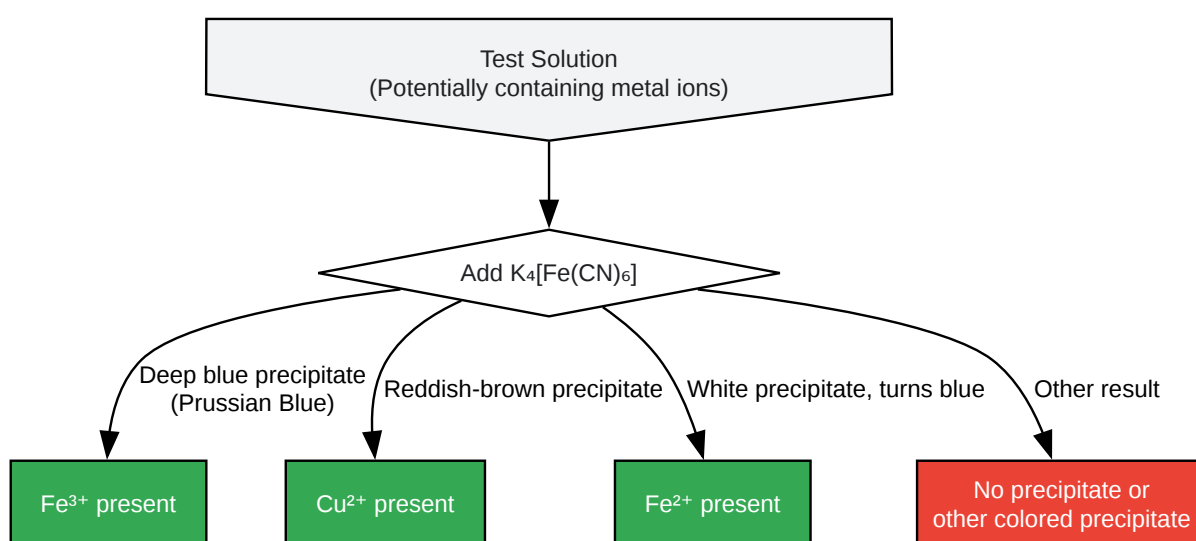 Test Solution
(Potentially containing metal ions)
Add K₄[Fe(CN)₆]
Deep blue precipitate
(Prussian Blue)
Reddish-brown precipitate
White precipitate, turns blue
Other result
Fe³⁺ present
Cu²⁺ present
Fe²⁺ present
No precipitate or
other colored precipitate